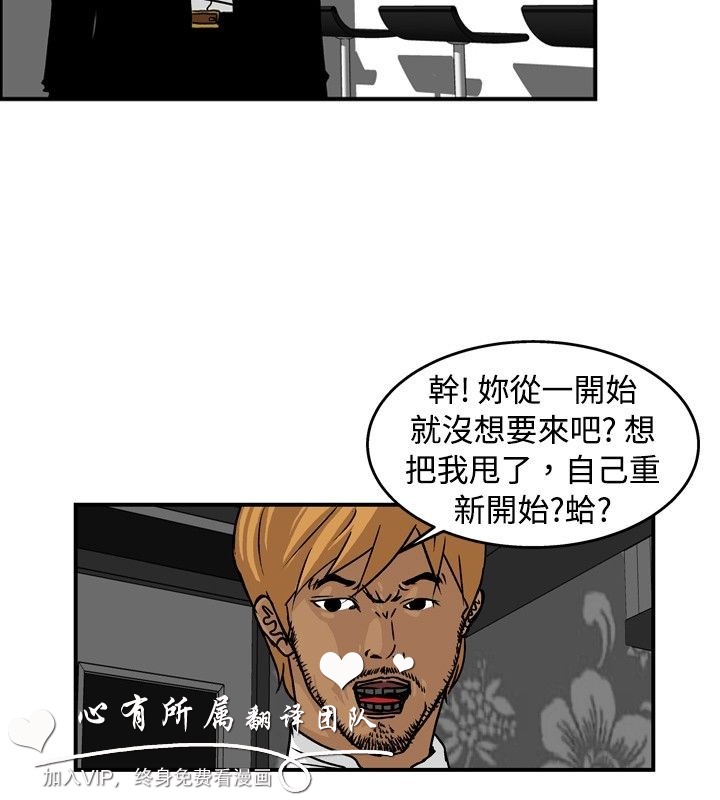 幹! 妳從一開始
就沒想要來吧? 想
把我甩了，自己重
新開始?蛤?
心有所属翻译团队
加入VIP，终身免费看漫画